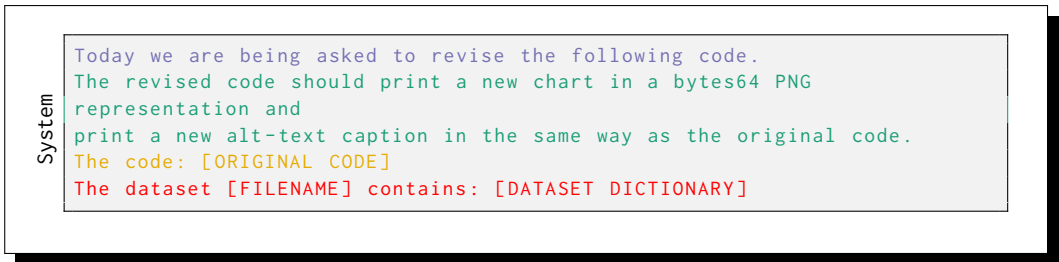 System
Today we are being asked to revise the following code.
The revised code should print a new chart in a bytes64 PNG
representation and
print a new alt-text caption in the same way as the original code.
The code: [ORIGINAL CODE]
The dataset [FILENAME] contains: [DATASET DICTIONARY]